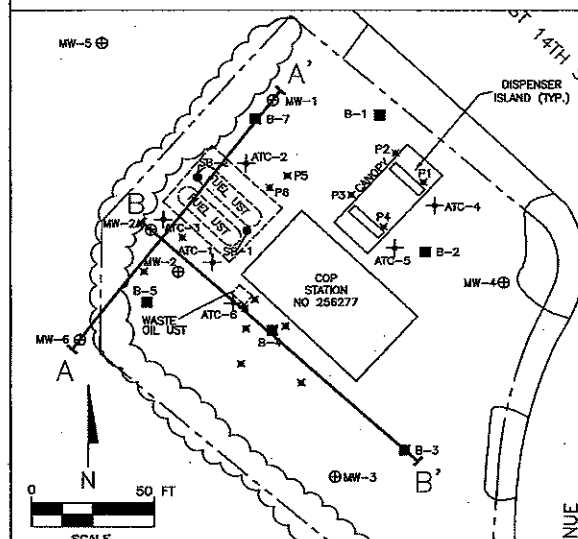 MW-5
ST 14TH S
A'
MW-1
B-7
B-1
DISPENSER
ISLAND (TYP.)
P2
ATC-2
SB-2
P5
CANOPY
P1
P6
P3
FUEL UST
ATC-4
B
FUEL UST
MW-2A
ATC-3
P4
SB-1
ATC-1
ATC-5
B-2
MW-2
COP
STATION
NO 256277
MW-4
B-5
WASTE
OIL UST
ATC-6
B-4
MW-6
A
B-3
B'
MW-3
N
0 50 FT
SCALE
NUE